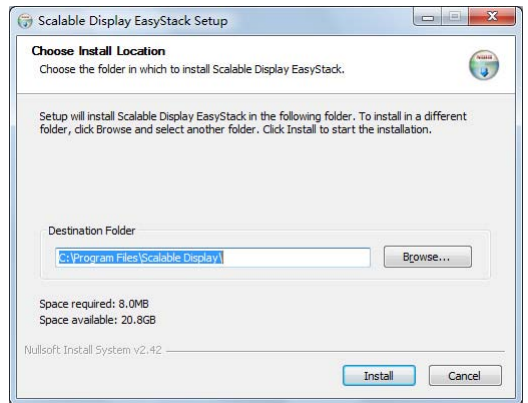 Scalable Display EasyStack Setup
Choose Install Location
Choose the folder in which to install Scalable Display EasyStack.
Setup will install Scalable Display EasyStack in the following folder. To install in a different
folder, click Browse and select another folder. Click Install to start the installation.
Destination Folder
C:\Program Files\Scalable Display\
Browse...
Space required: 8.0MB
Space available: 20.8GB
Nullsoft Install System v2.42
Install
Cancel